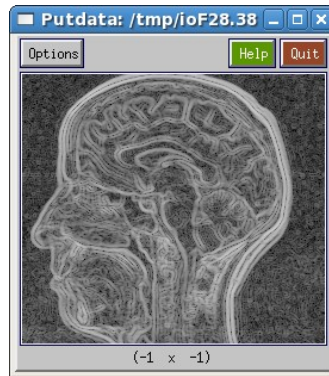 Putdata: /tmp/ioF28.38
Options Help Quit
(-1 x -1)